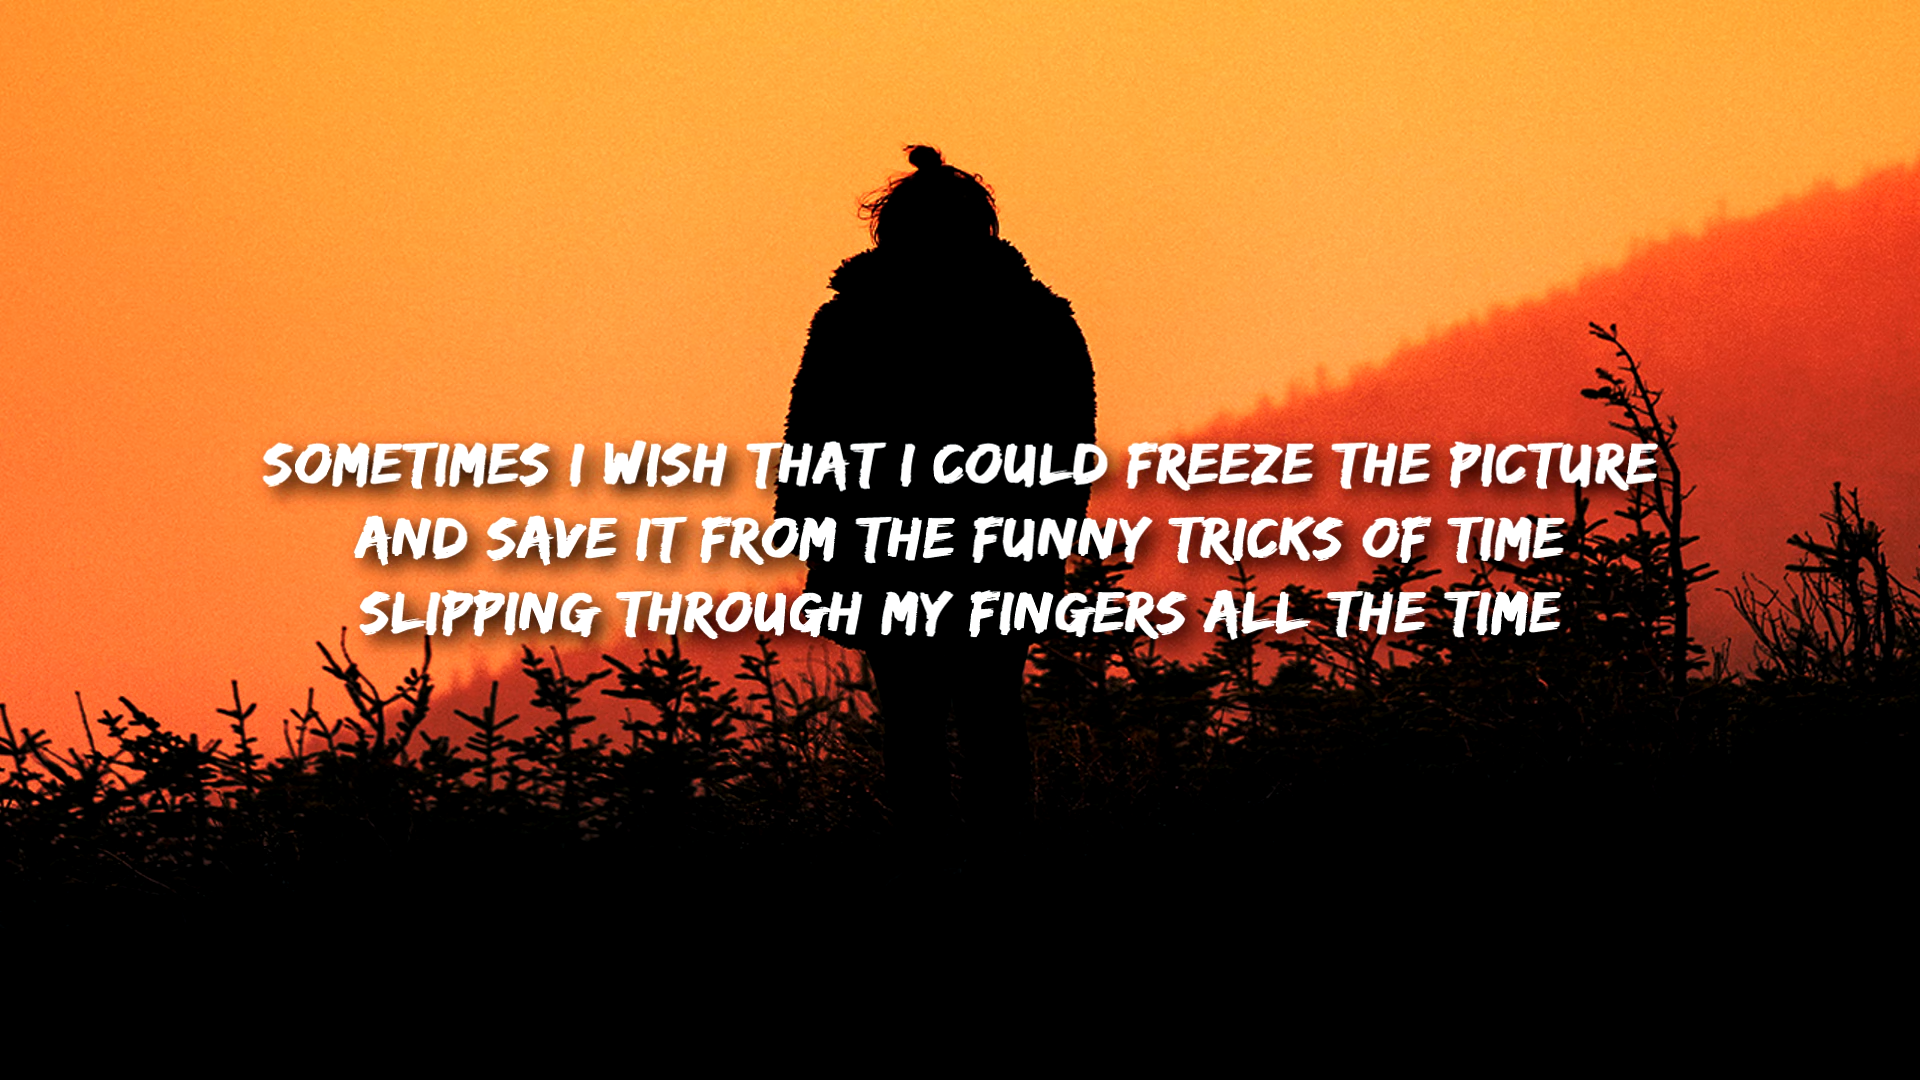 SOMETIMES I WISH THAT I COULD FREEZE THE PICTURE
AND SAVE IT FROM THE FUNNY TRICKS OF TIME
SLIPPING THROUGH MY FINGERS ALL THE TIME